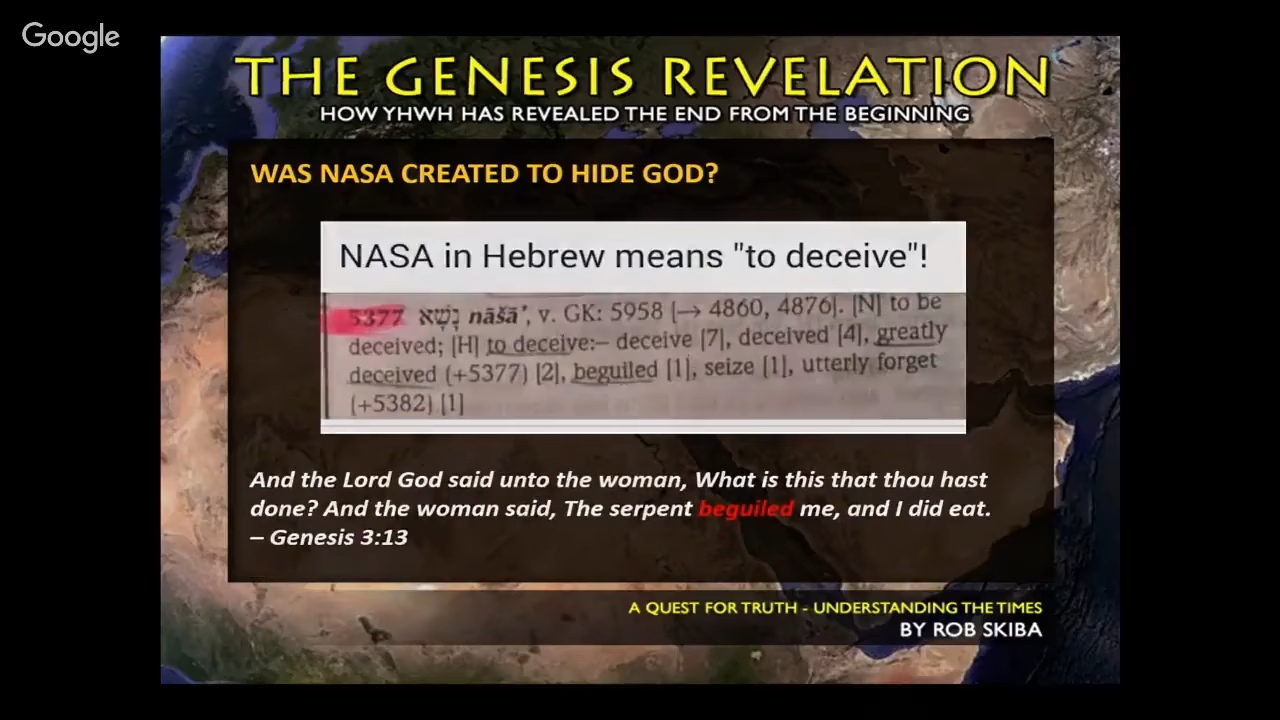 Google
THE GENESIS REVELATION
HOW YHWH HAS REVEALED THE END FROM THE BEGINNING
WAS NASA CREATED TO HIDE GOD?
NASA in Hebrew means "to deceive"!
5377 נָשָׁא nāšā', v. GK: 5958 [→ 4860, 4876]. [N] to be
deceived; [H] to deceive:– deceive [7], deceived [4], greatly
deceived (+5377) [2], beguiled [1], seize [1], utterly forget
(+5382) [1]
And the Lord God said unto the woman, What is this that thou hast
done? And the woman said, The serpent beguiled me, and I did eat.
– Genesis 3:13
A QUEST FOR TRUTH - UNDERSTANDING THE TIMES
BY ROB SKIBA